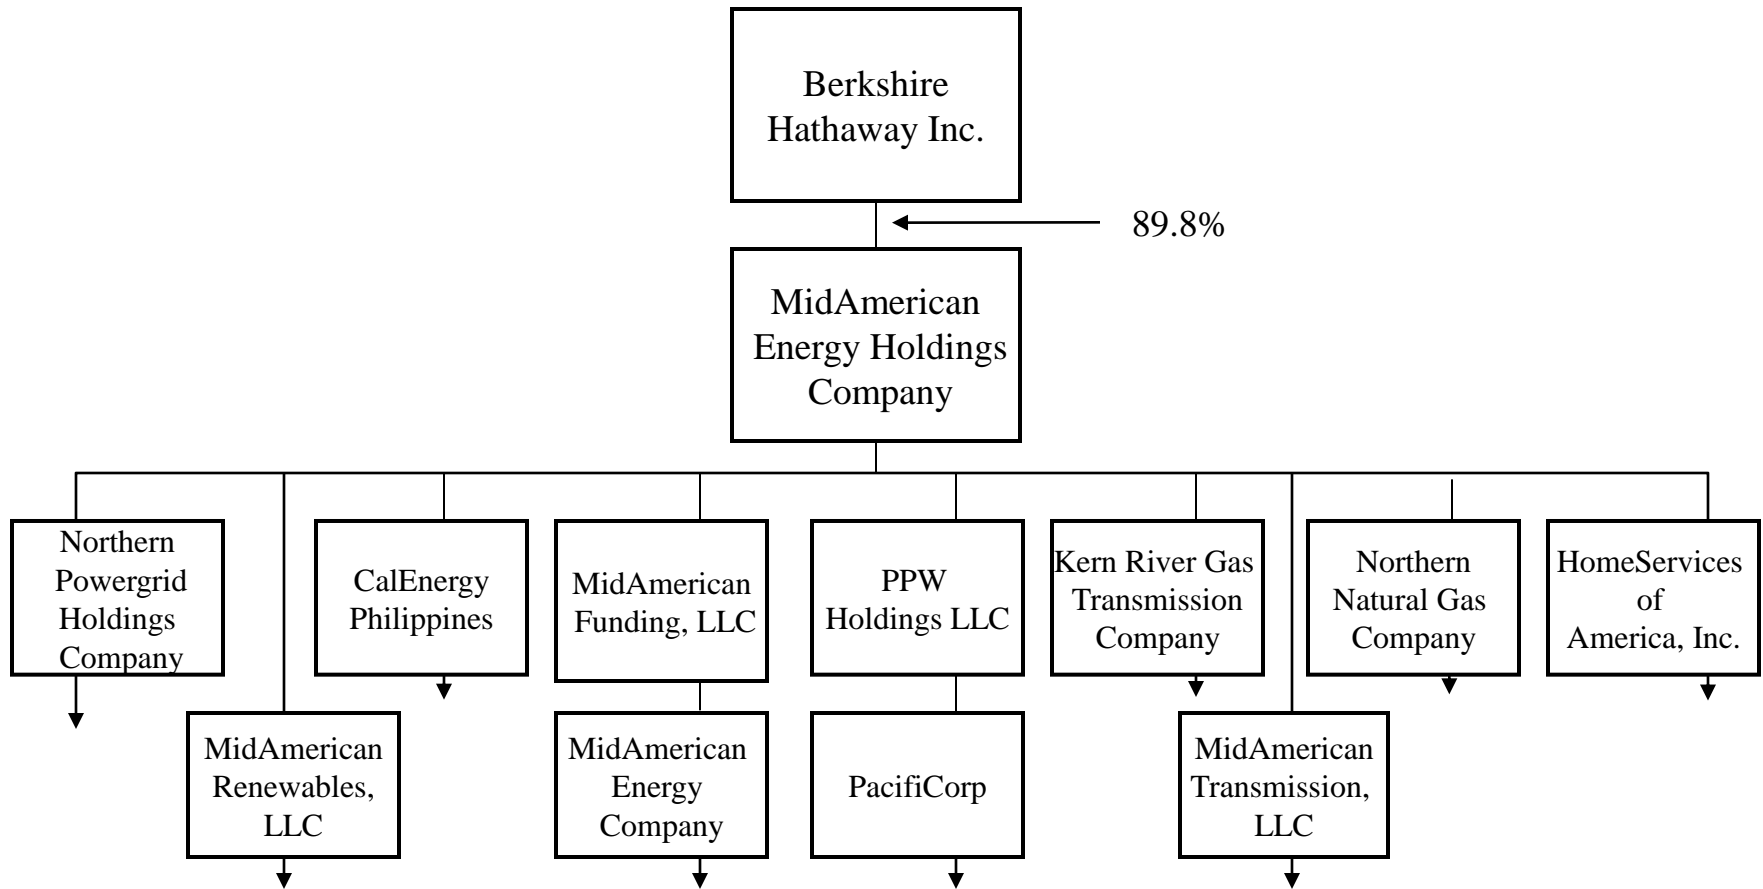 Berkshire
Hathaway Inc.
89.8%
MidAmerican
Energy Holdings
Company
Northern
Powergrid
Holdings
Company
CalEnergy
Philippines
MidAmerican
Funding, LLC
PPW
Holdings LLC
Kern River Gas
Transmission
Company
Northern
Natural Gas
Company
HomeServices
of
America, Inc.
MidAmerican
Renewables,
LLC
MidAmerican
Energy
Company
PacifiCorp
MidAmerican
Transmission,
LLC